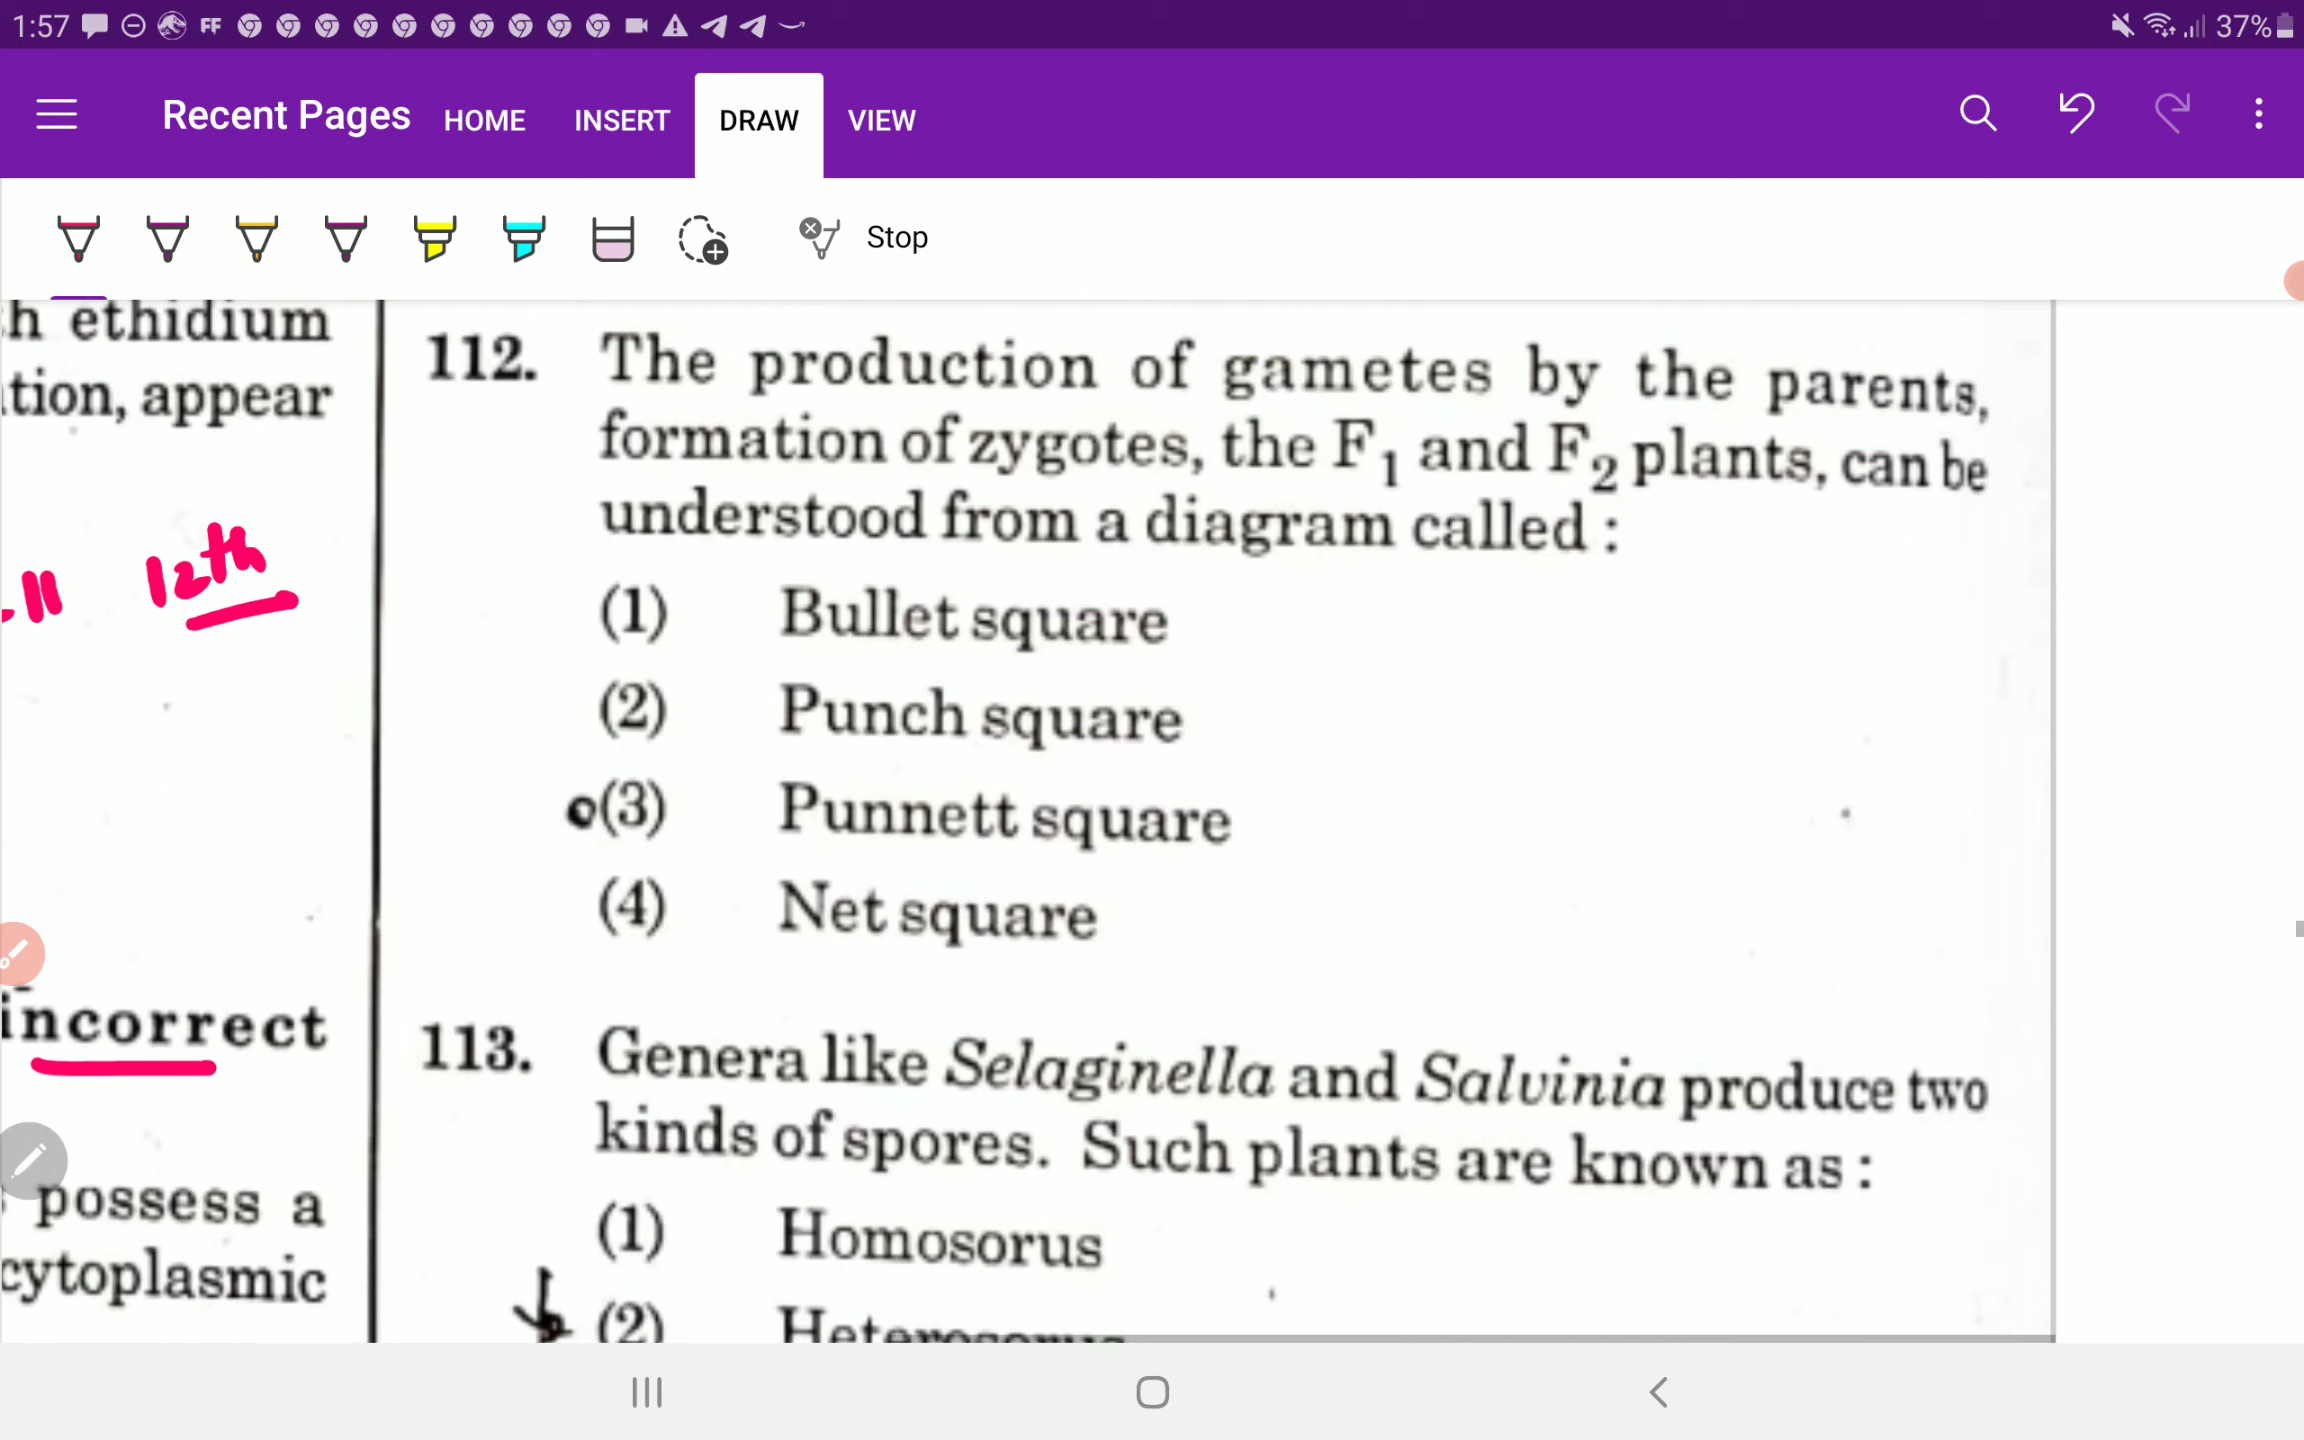 1:57 FF 37%
Recent Pages HOME INSERT DRAW VIEW
Stop
h ethidium
tion, appear
11 12th
incorrect
possess a
cytoplasmic
112. The production of gametes by the parents,
formation of zygotes, the F1 and F2 plants, can be
understood from a diagram called :
(1) Bullet square
(2) Punch square
(3) Punnett square
(4) Net square
113. Genera like Selaginella and Salvinia produce two
kinds of spores. Such plants are known as :
(1) Homosorus
(2) Heterosorus